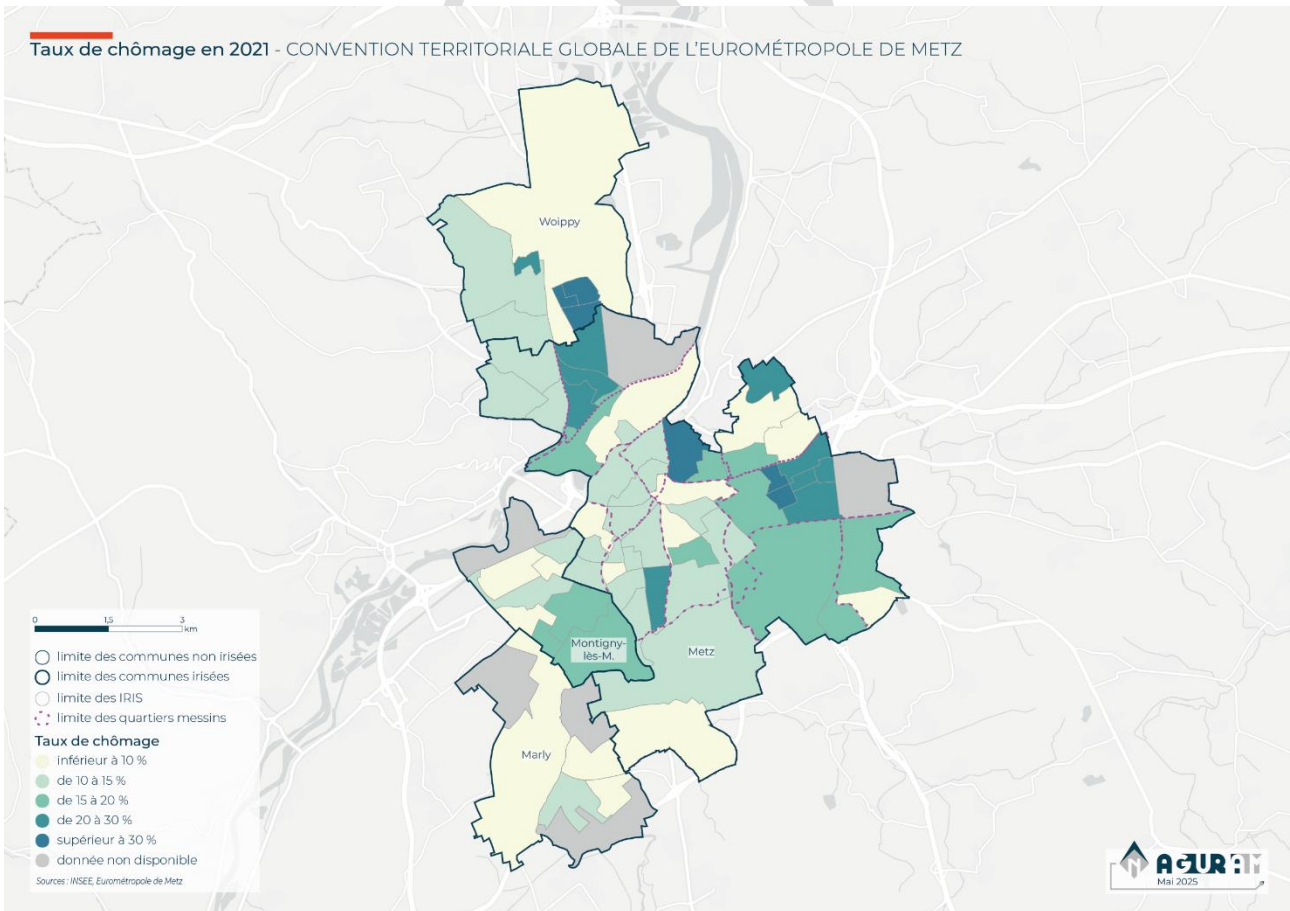 Taux de chômage en 2021 - CONVENTION TERRITORIALE GLOBALE DE L'EUROMÉTROPOLE DE METZ
Woippy
Montigny-
lès-M.
Metz
Marly
0 1,5 3
km
limite des communes non irisées
limite des communes irisées
limite des IRIS
limite des quartiers messins
Taux de chômage
inférieur à 10 %
de 10 à 15 %
de 15 à 20 %
de 20 à 30 %
supérieur à 30 %
donnée non disponible
Sources : INSEE, Eurométropole de Metz
N
AGURAM
Mai 2025